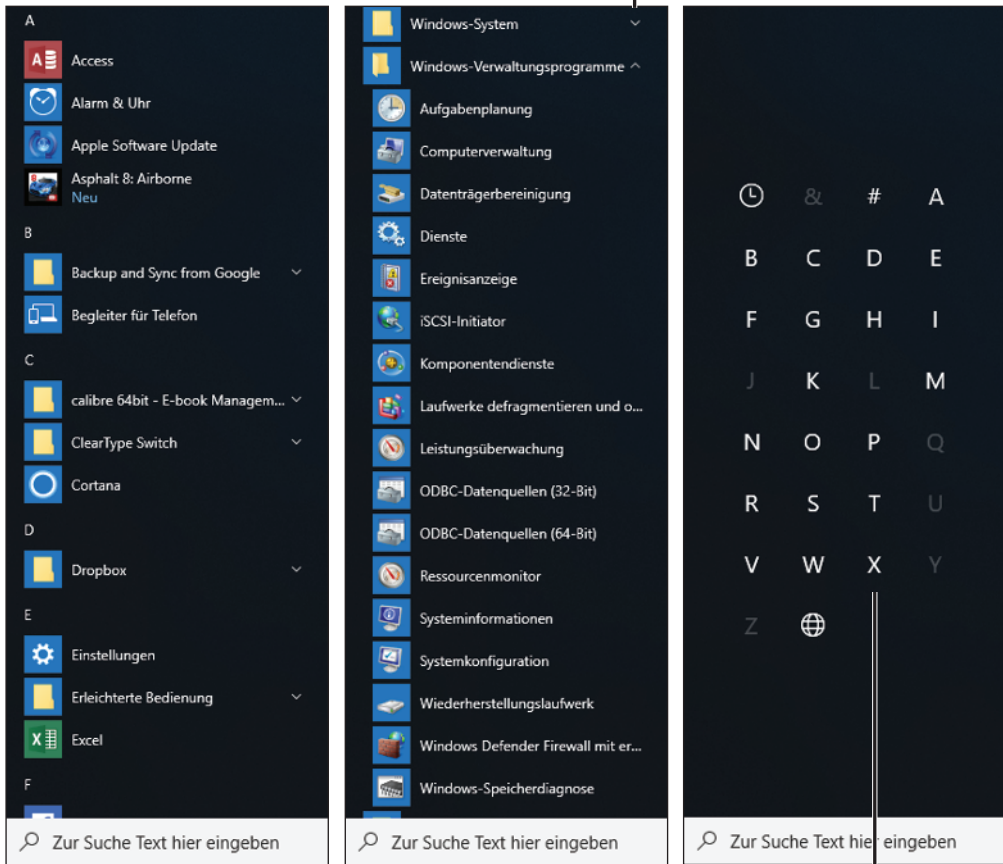 A
Access
Alarm & Uhr
Apple Software Update
Asphalt 8: Airborne
Neu
B
Backup and Sync from Google
Begleiter für Telefon
C
calibre 64bit - E-book Managem...
ClearType Switch
Cortana
D
Dropbox
E
Einstellungen
Erleichterte Bedienung
Excel
F
Zur Suche Text hier eingeben
Windows-System
Windows-Verwaltungsprogramme
Aufgabenplanung
Computerverwaltung
Datenträgerbereinigung
Dienste
Ereignisanzeige
iSCSI-Initiator
Komponentendienste
Laufwerke defragmentieren und o...
Leistungsüberwachung
ODBC-Datenquellen (32-Bit)
ODBC-Datenquellen (64-Bit)
Ressourcenmonitor
Systeminformationen
Systemkonfiguration
Wiederherstellungslaufwerk
Windows Defender Firewall mit er...
Windows-Speicherdiagnose
Zur Suche Text hier eingeben
& # A
B C D E
F G H I
J K L M
N O P Q
R S T U
V W X Y
Z
Zur Suche Text hier eingeben